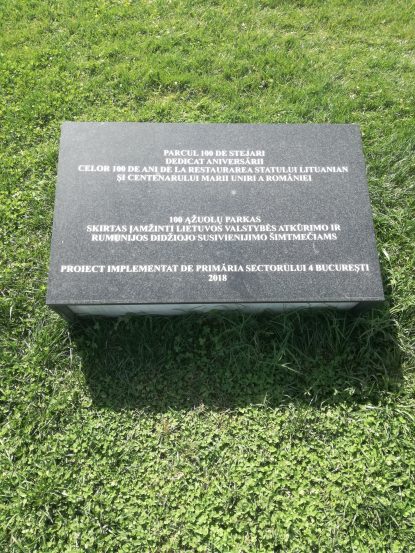 PARCUL 100 DE STEJARI
DEDICAT ANIVERSĂRII
CELOR 100 DE ANI DE LA RESTAURAREA STATULUI LITUANIAN
ŞI CENTENARULUI MARII UNIRI A ROMÂNIEI
100 ĄŽUOLŲ PARKAS
SKIRTAS ĮAMŽINTI LIETUVOS VALSTYBĖS ATKŪRIMO IR
RUMUNIJOS DIDŽIOJO SUSIVIENIJIMO ŠIMTMEČIAMS
PROIECT IMPLEMENTAT DE PRIMĂRIA SECTORULUI 4 BUCUREŞTI
2018